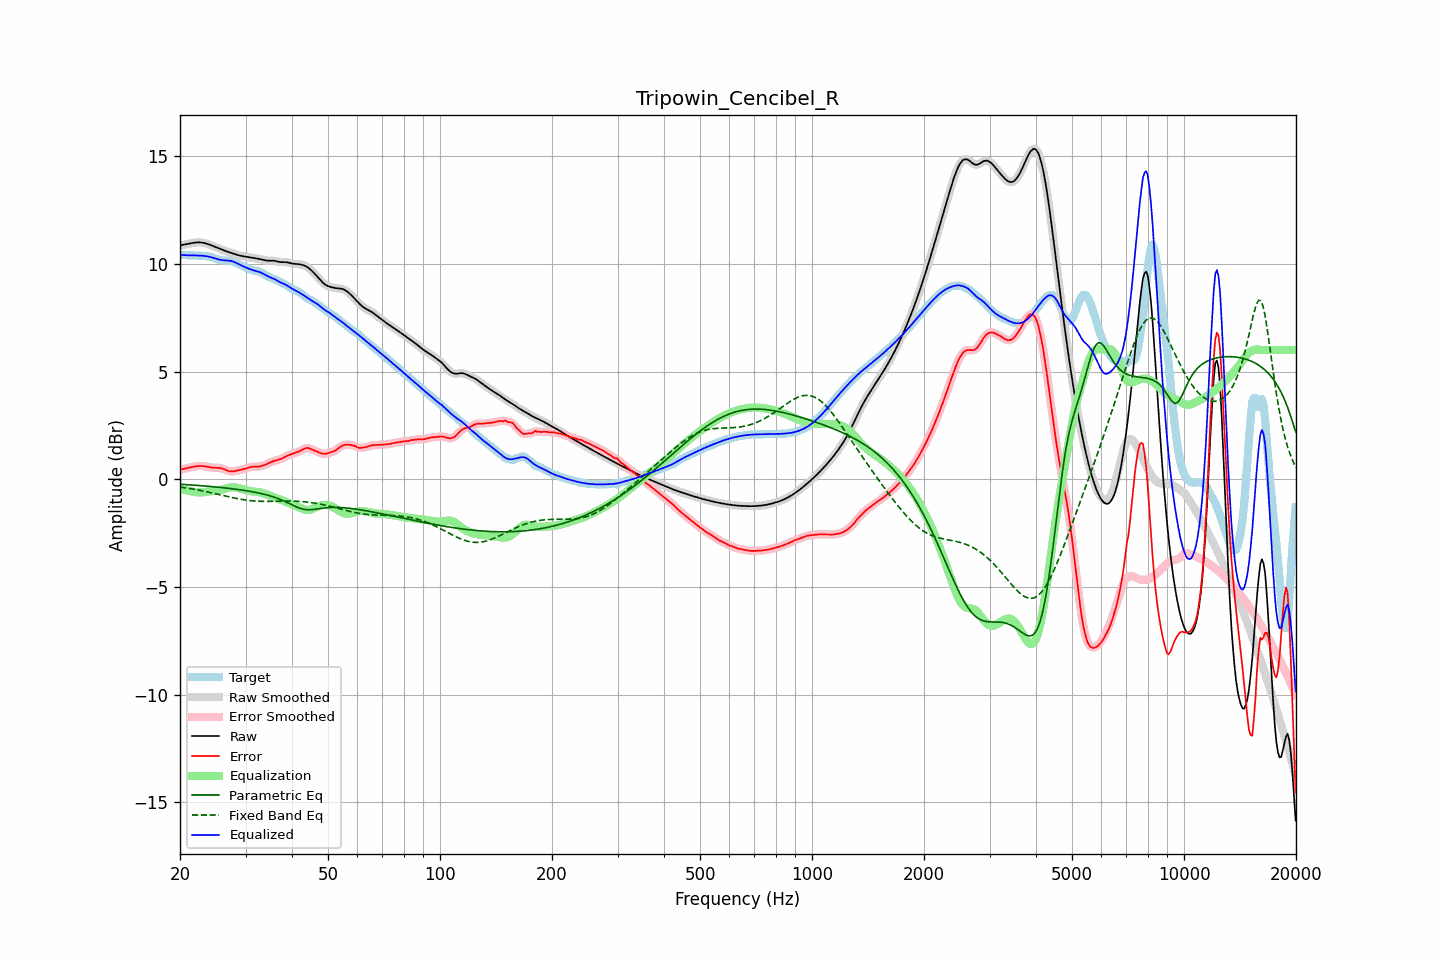 Tripowin_Cencibel_R
Amplitude (dBr)
15
10
5
0
−5
−10
−15
Target
Raw Smoothed
Error Smoothed
Raw
Error
Equalization
Parametric Eq
Fixed Band Eq
Equalized
20 50 100 200 500 1000 2000 5000 10000 20000
Frequency (Hz)